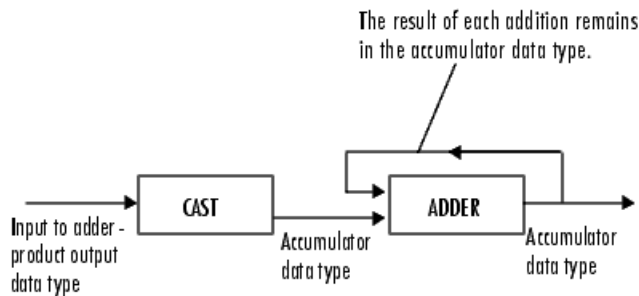 The result of each addition remains
in the accumulator data type.
CAST
ADDER
Input to adder -
product output
data type
Accumulator
data type
Accumulator
data type